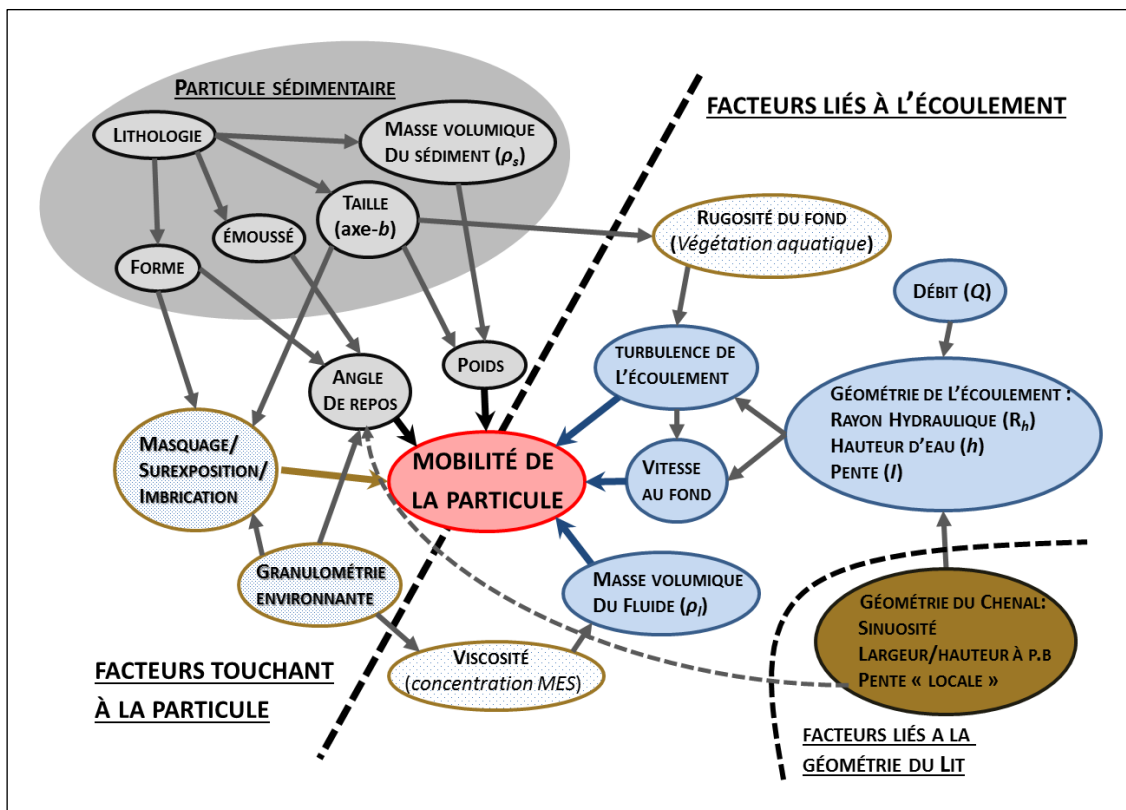 PARTICULE SÉDIMENTAIRE
LITHOLOGIE
MASSE VOLUMIQUE
DU SÉDIMENT (ρs)
TAILLE
(axe-b)
ÉMOUSSÉ
FORME
FACTEURS LIÉS À L'ÉCOULEMENT
RUGOSITÉ DU FOND
(Végétation aquatique)
DÉBIT (Q)
POIDS
ANGLE
DE REPOS
TURBULENCE DE
L'ÉCOULEMENT
GÉOMÉTRIE DE L'ÉCOULEMENT :
RAYON HYDRAULIQUE (Rh)
HAUTEUR D'EAU (h)
PENTE (I)
MASQUAGE/
SUREXPOSITION/
IMBRICATION
MOBILITÉ DE
LA PARTICULE
VITESSE
AU FOND
GRANULOMÉTRIE
ENVIRONNANTE
MASSE VOLUMIQUE
DU FLUIDE (ρl)
GÉOMÉTRIE DU CHENAL:
SINUOSITÉ
LARGEUR/HAUTEUR À P.B
PENTE « LOCALE »
VISCOSITÉ
(concentration MES)
FACTEURS TOUCHANT
À LA PARTICULE
FACTEURS LIÉS A LA
GÉOMÉTRIE DU LIT